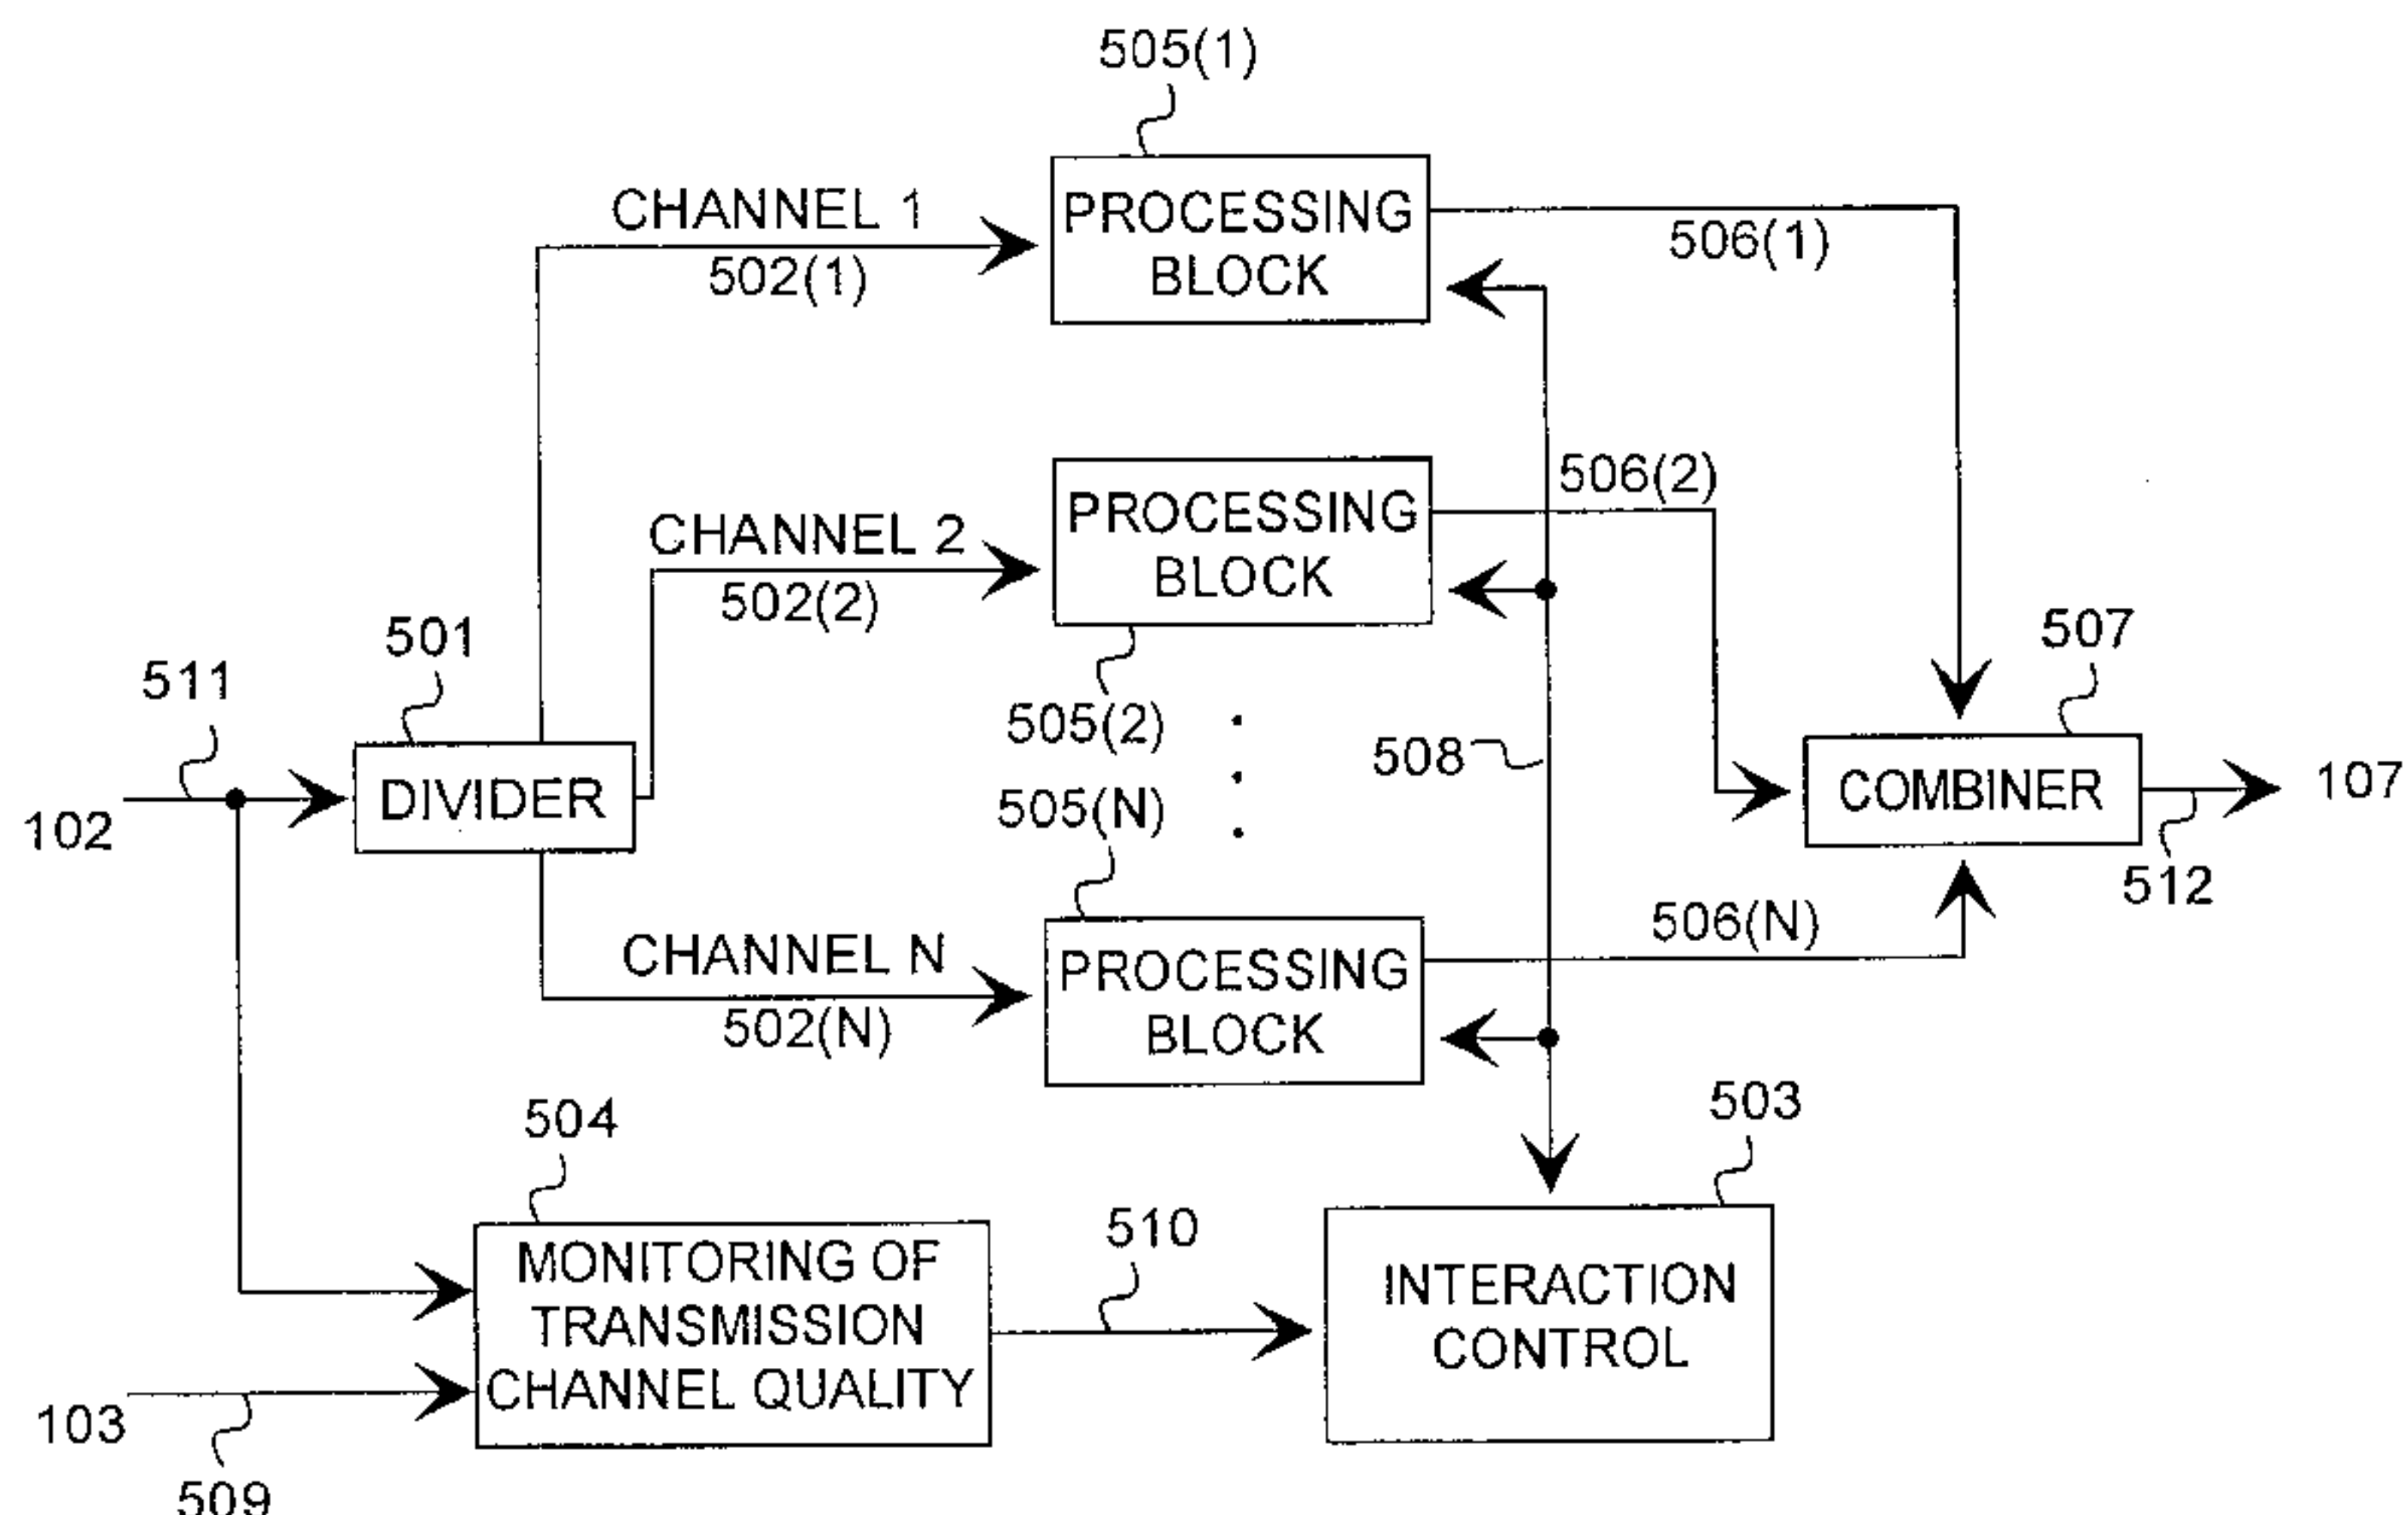 505(1)
CHANNEL 1
502(1)
PROCESSING
BLOCK
506(1)
CHANNEL 2
502(2)
PROCESSING
BLOCK
506(2)
505(2)
511
501
102
DIVIDER
508
507
COMBINER
107
512
505(N)
CHANNEL N
502(N)
PROCESSING
BLOCK
506(N)
504
MONITORING OF
TRANSMISSION
CHANNEL QUALITY
510
503
INTERACTION
CONTROL
103
509